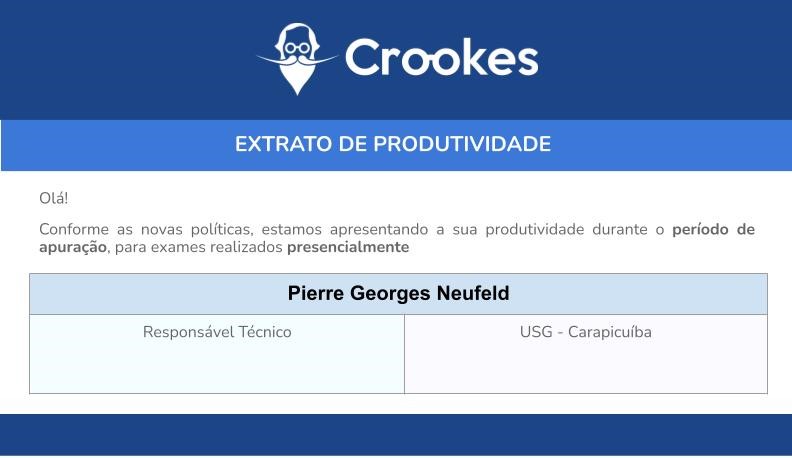 Crookes
EXTRATO DE PRODUTIVIDADE
Olá!
Conforme as novas políticas, estamos apresentando a sua produtividade durante o período de
apuração, para exames realizados presencialmente
Pierre Georges Neufeld
Responsável Técnico
USG - Carapicuíba